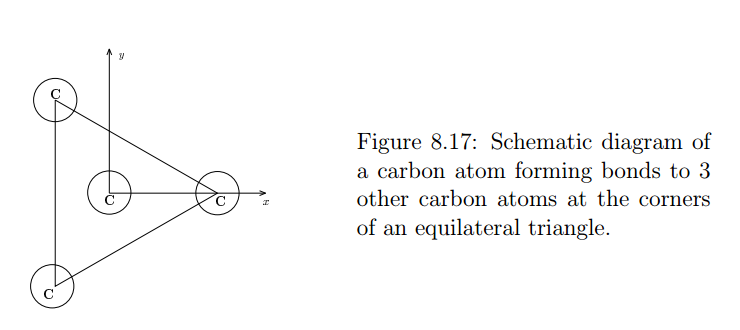 y
C
C
C
x
C
Figure 8.17: Schematic diagram of
a carbon atom forming bonds to 3
other carbon atoms at the corners
of an equilateral triangle.